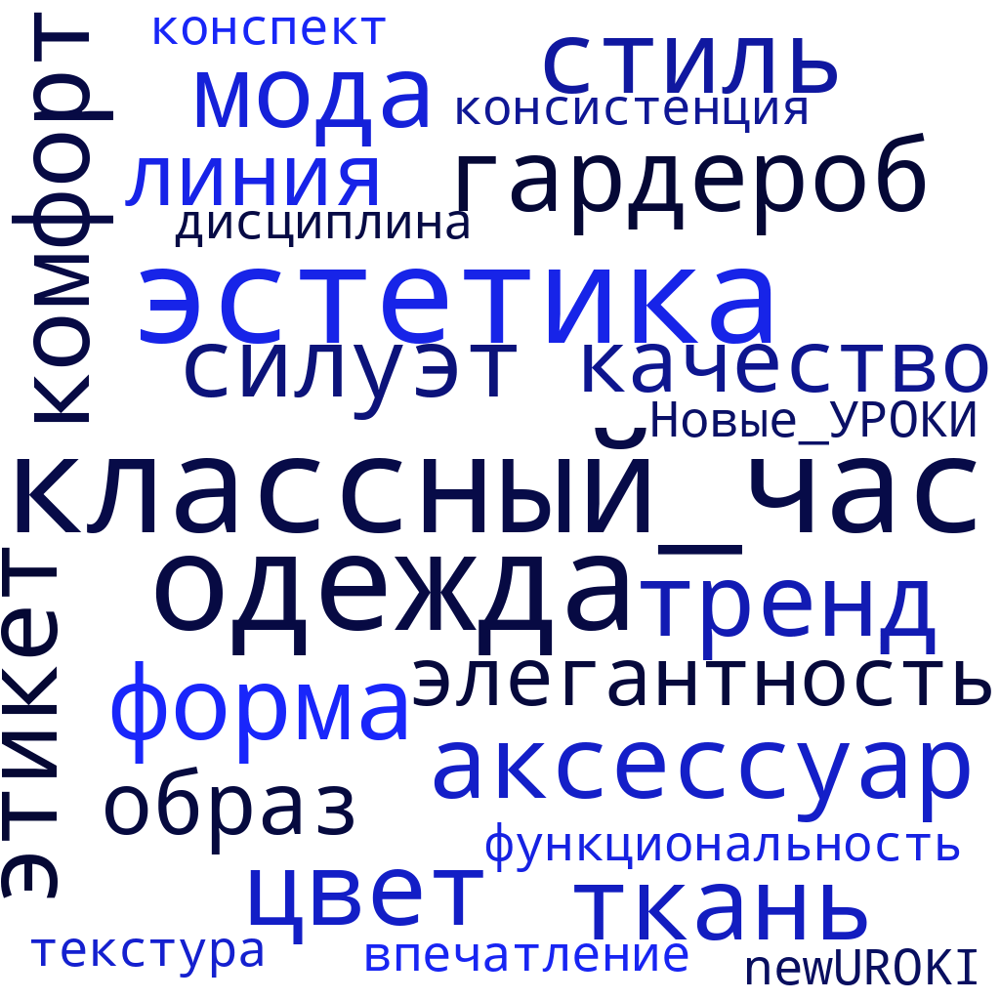 конспект
стиль
мода
консистенция
комфорт
линия
гардероб
дисциплина
эстетика
силуэт
качество
Новые_УРОКИ
классный_час
одежда
тренд
этикет
элегантность
форма
аксессуар
образ
функциональность
цвет
ткань
текстура
впечатление
newUROKI